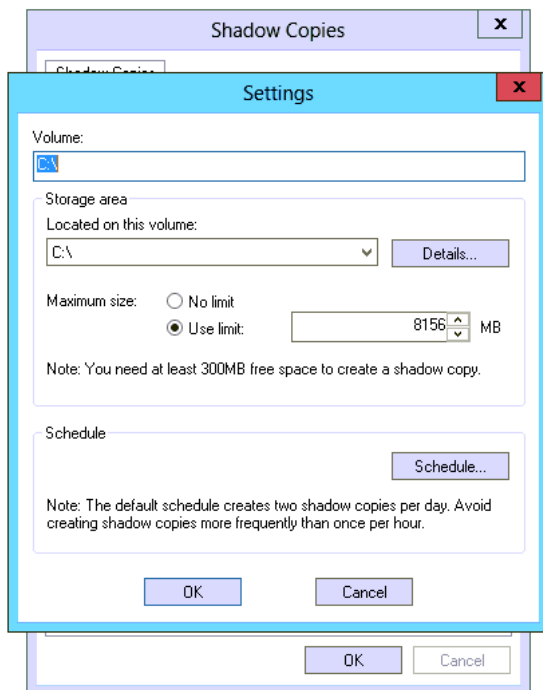 Shadow Copies
x
Shadow Copies
Settings
x
Volume:
C:\
Storage area
Located on this volume:
C:\
Details...
Maximum size:
No limit
Use limit:
8156
MB
Note: You need at least 300MB free space to create a shadow copy.
Schedule
Schedule...
Note: The default schedule creates two shadow copies per day. Avoid
creating shadow copies more frequently than once per hour.
OK
Cancel
OK
Cancel